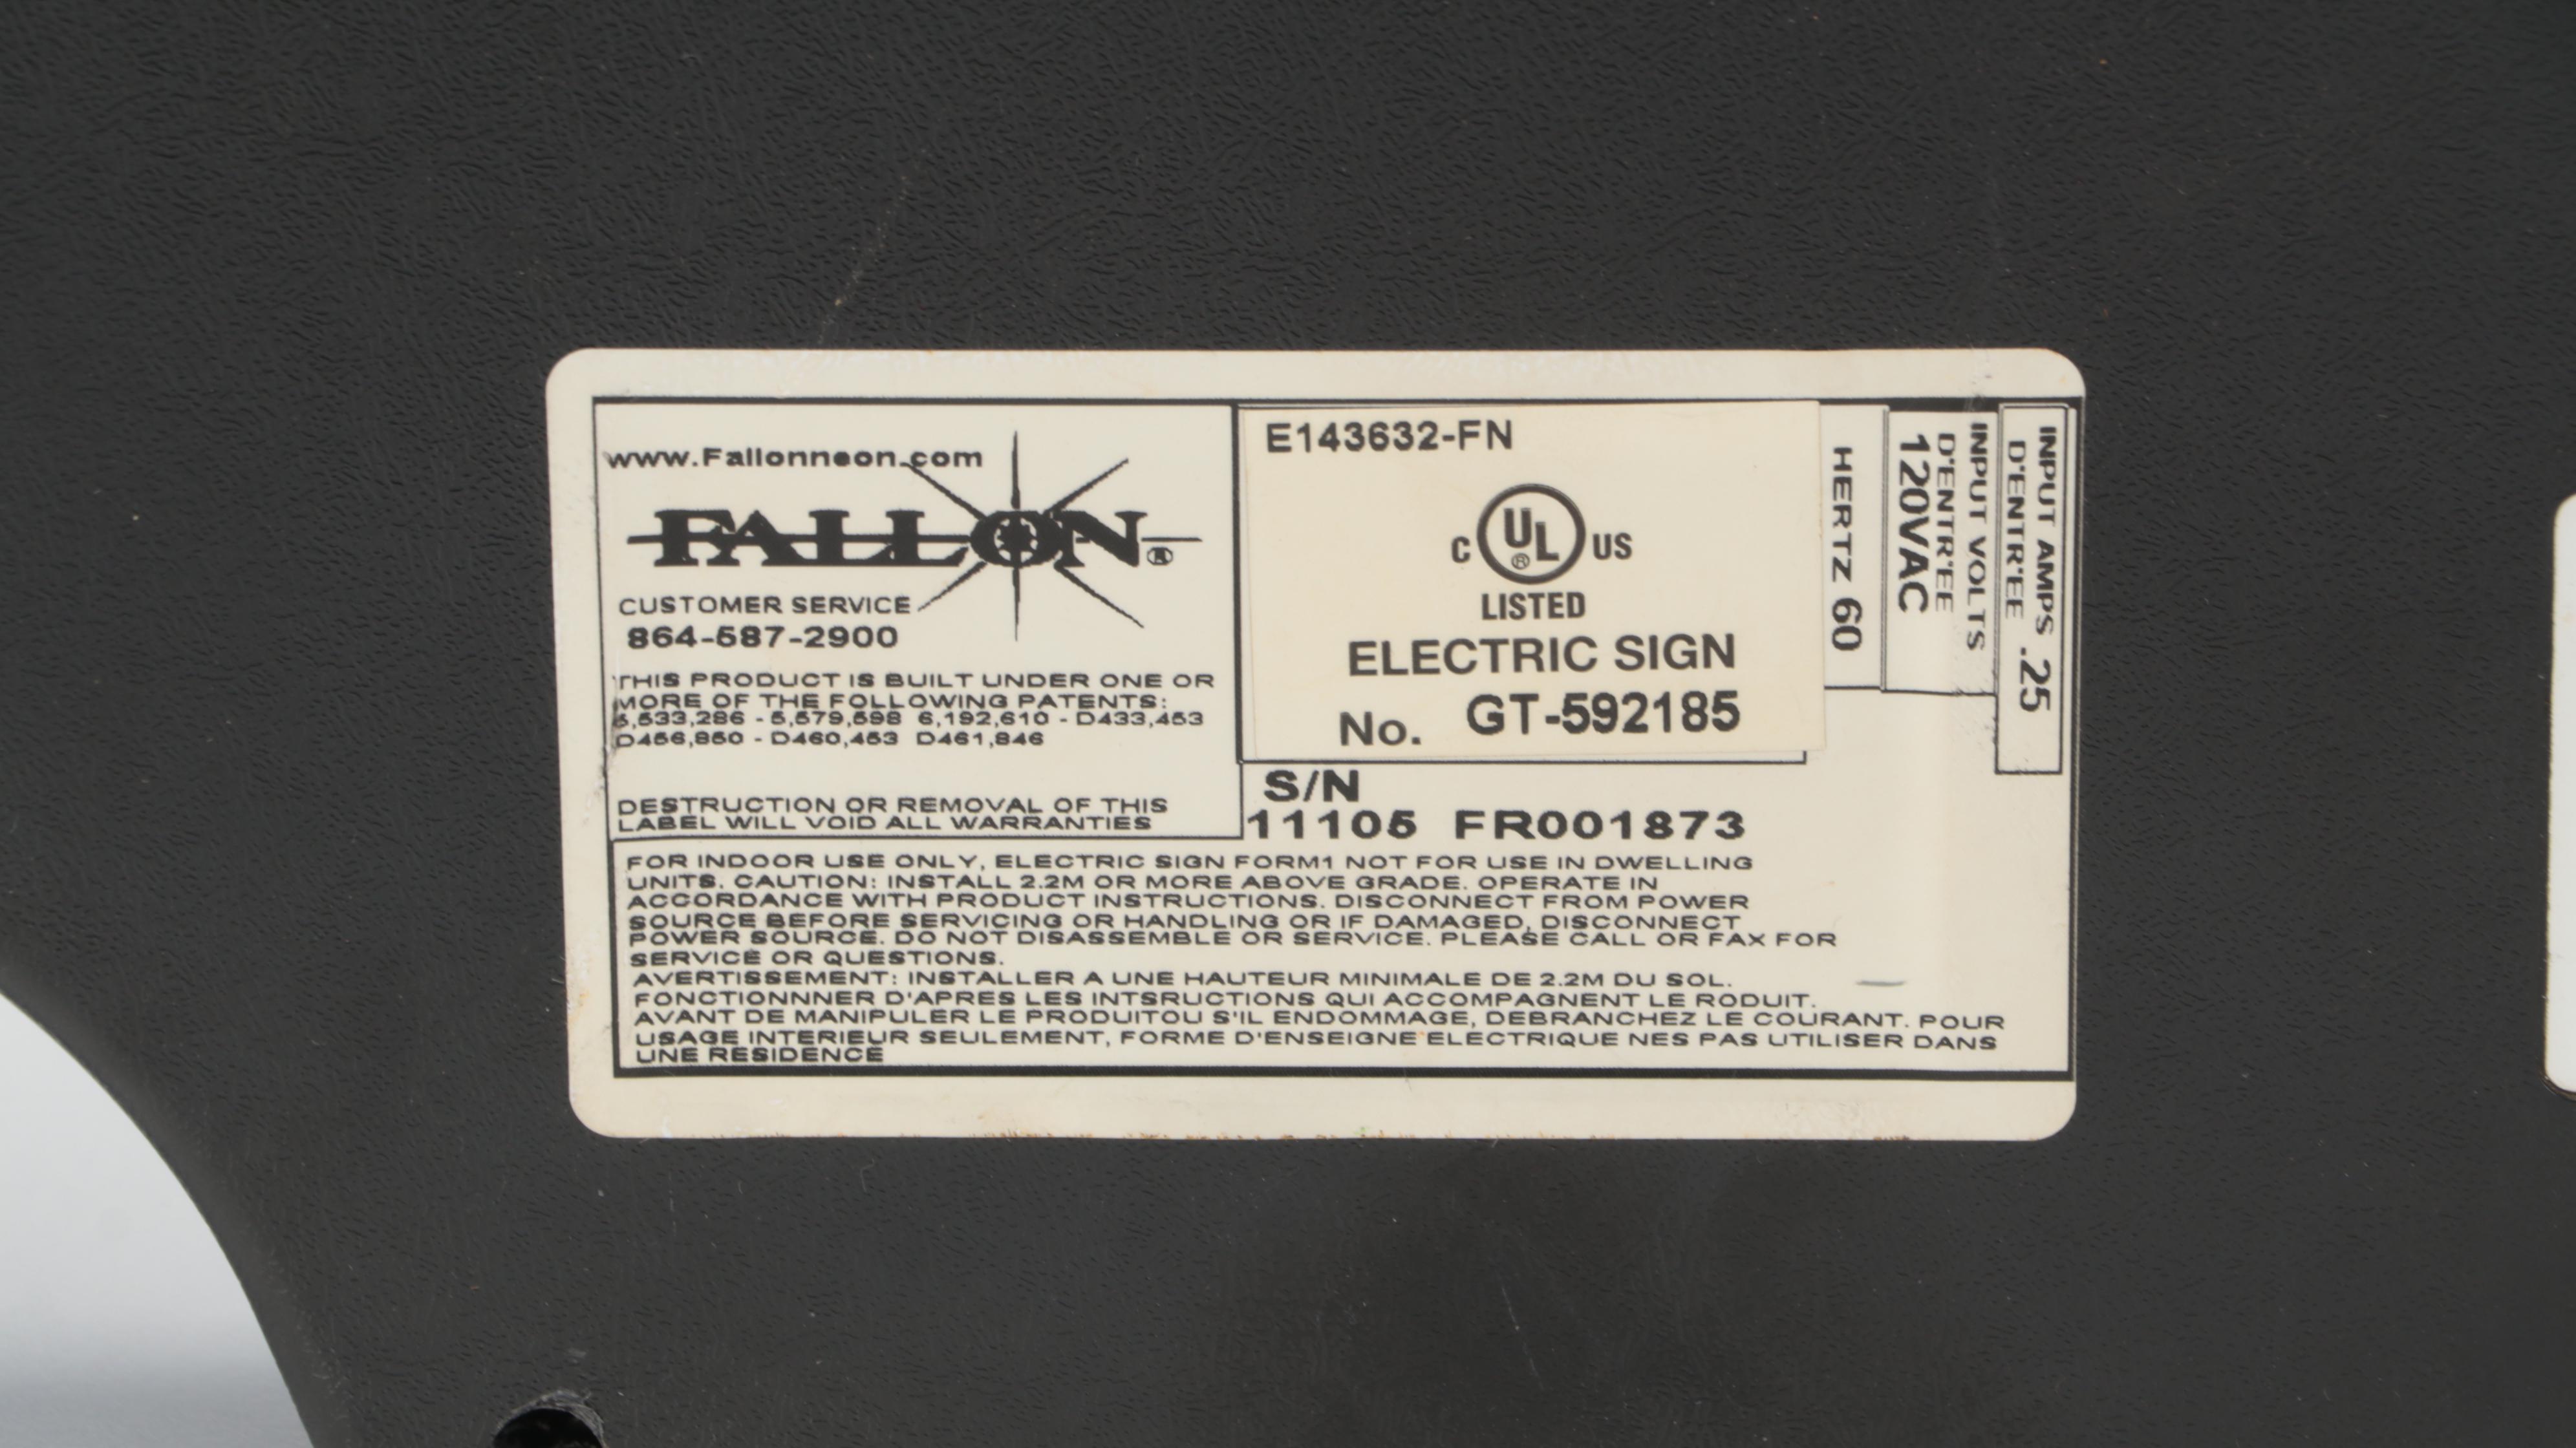 www.Fallonneon.com
FALLON®
CUSTOMER SERVICE
864-587-2900
THIS PRODUCT IS BUILT UNDER ONE OR
MORE OF THE FOLLOWING PATENTS:
5,533,286 - 5,579,598 6,192,610 - D433,453
D456,850 - D460,453 D461,846
DESTRUCTION OR REMOVAL OF THIS
LABEL WILL VOID ALL WARRANTIES
E143632-FN
C UL® US
LISTED
ELECTRIC SIGN
No. GT-592185
S/N
11105 FR001873
HERTZ 60
INPUT VOLTS
D'ENTR'EE
120VAC
INPUT AMPS .25
D'ENTR'EE
FOR INDOOR USE ONLY, ELECTRIC SIGN FORM1 NOT FOR USE IN DWELLING
UNITS. CAUTION: INSTALL 2.2M OR MORE ABOVE GRADE. OPERATE IN
ACCORDANCE WITH PRODUCT INSTRUCTIONS. DISCONNECT FROM POWER
SOURCE BEFORE SERVICING OR HANDLING OR IF DAMAGED, DISCONNECT
POWER SOURCE. DO NOT DISASSEMBLE OR SERVICE. PLEASE CALL OR FAX FOR
SERVICE OR QUESTIONS.
AVERTISSEMENT: INSTALLER A UNE HAUTEUR MINIMALE DE 2.2M DU SOL.
FONCTIONNNER D'APRES LES INTSRUCTIONS QUI ACCOMPAGNENT LE RODUIT.
AVANT DE MANIPULER LE PRODUITOU S'IL ENDOMMAGE, DEBRANCHEZ LE COURANT. POUR
USAGE INTERIEUR SEULEMENT, FORME D'ENSEIGNE ELECTRIQUE NES PAS UTILISER DANS
UNE RESIDENCE